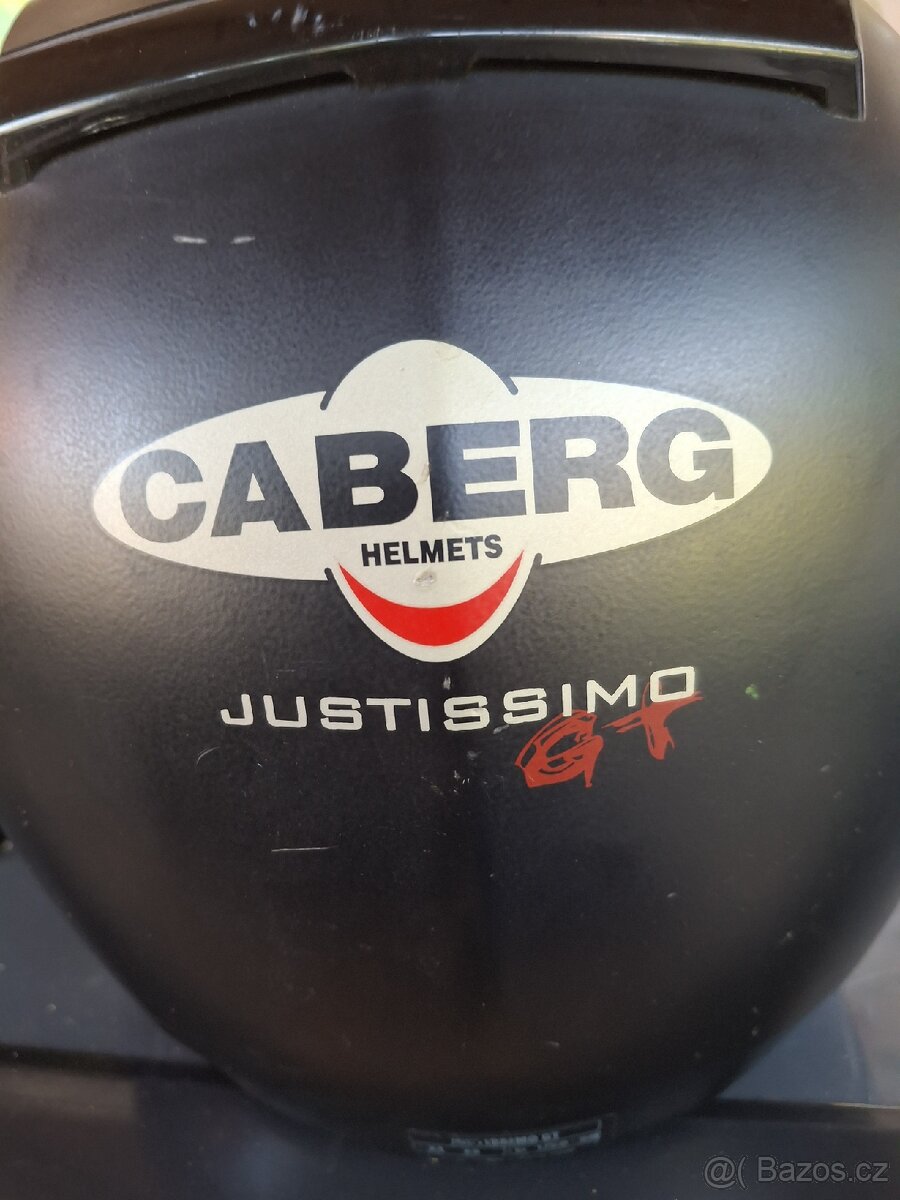 CABERG
HELMETS
JUSTISSIMO
GT
@( Bazos.cz